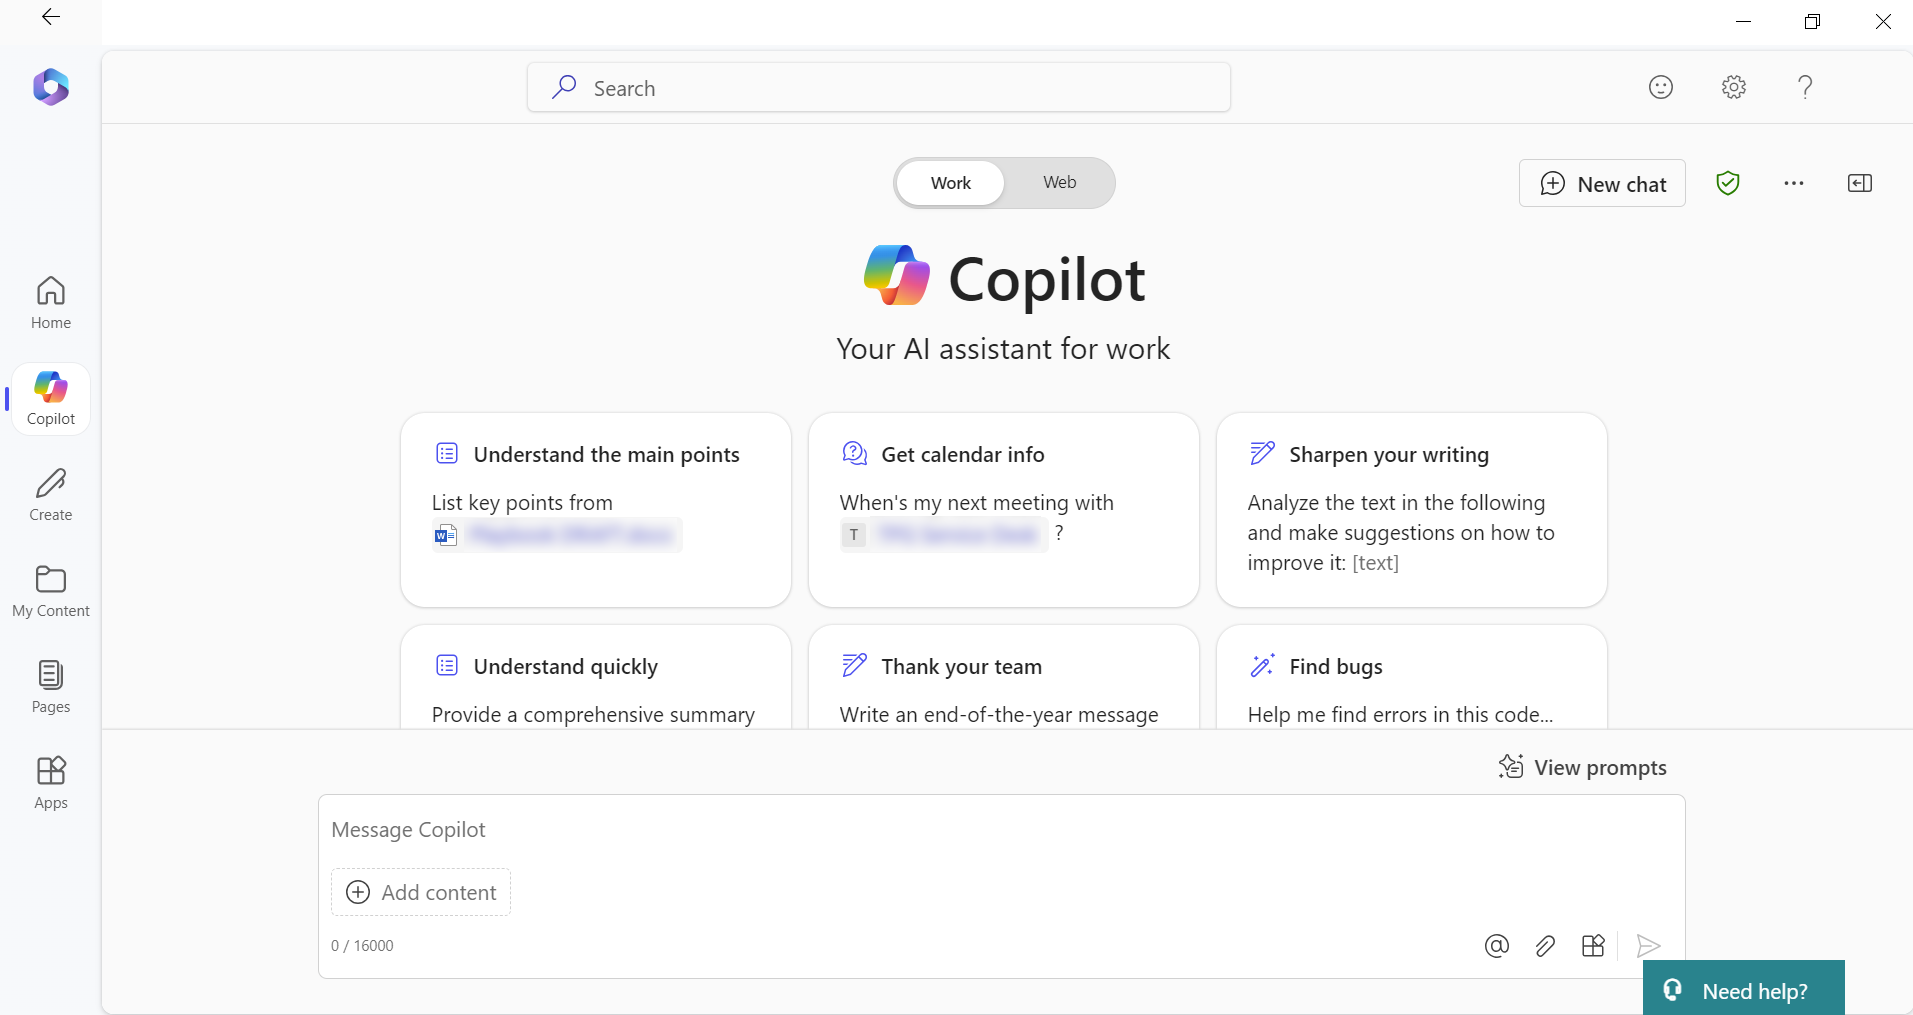 Search
Work
Web
New chat
Copilot
Your AI assistant for work
Home
Copilot
Create
My Content
Pages
Apps
Understand the main points
List key points from
Get calendar info
When's my next meeting with
T
?
Sharpen your writing
Analyze the text in the following
and make suggestions on how to
improve it: [text]
Understand quickly
Provide a comprehensive summary
Thank your team
Write an end-of-the-year message
Find bugs
Help me find errors in this code...
View prompts
Message Copilot
Add content
0 / 16000
Need help?